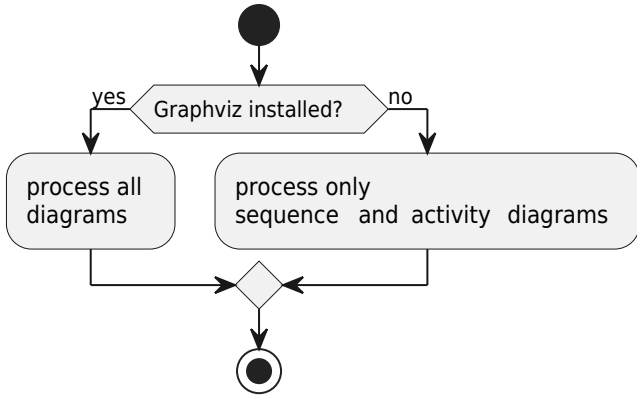 yes
Graphviz installed?
no
process all
diagrams
process only
sequence and activity diagrams